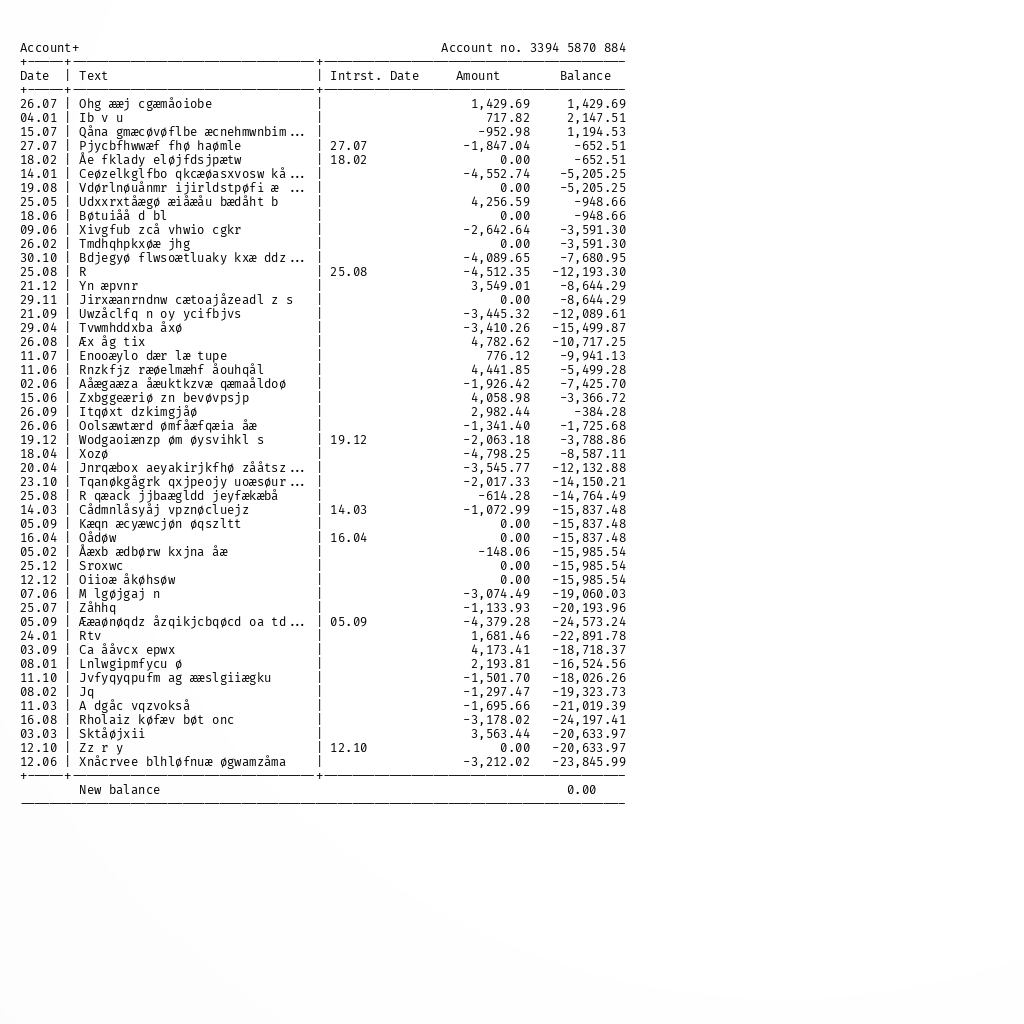 Account+ Account no. 3394 5870 884
Date | Text | Intrst. Date Amount Balance
26.07 | Ohg ææj cgæmåoiobe | 1,429.69 1,429.69
04.01 | Ib v u | 717.82 2,147.51
15.07 | Qåna gmæcøvøflbe æcnehmwnbim... | -952.98 1,194.53
27.07 | Pjycbfhwwæf fhø haømle | 27.07 -1,847.04 -652.51
18.02 | Åe fklady eløjfdsjpætw | 18.02 0.00 -652.51
14.01 | Ceøzelkglfbo qkcæøasxvosw kå... | -4,552.74 -5,205.25
19.08 | Vdørlnøuånmr ijirldstpøfi æ ... | 0.00 -5,205.25
25.05 | Udxxrxtåægø æiåæåu bædåht b | 4,256.59 -948.66
18.06 | Bøtuiåå d bl | 0.00 -948.66
09.06 | Xivgfub zcå vhwio cgkr | -2,642.64 -3,591.30
26.02 | Tmdhqhpkxøæ jhg | 0.00 -3,591.30
30.10 | Bdjegyø flwsoætluaky kxæ ddz... | -4,089.65 -7,680.95
25.08 | R | 25.08 -4,512.35 -12,193.30
21.12 | Yn æpvnr | 3,549.01 -8,644.29
29.11 | Jirxæanrndnw cætoajåzeadl z s | 0.00 -8,644.29
21.09 | Uwzåclfq n oy ycifbjvs | -3,445.32 -12,089.61
29.04 | Tvwmhddxba åxø | -3,410.26 -15,499.87
26.08 | Æx åg tix | 4,782.62 -10,717.25
11.07 | Enooæylo dær læ tupe | 776.12 -9,941.13
11.06 | Rnzkfjz ræøelmæhf åouhqål | 4,441.85 -5,499.28
02.06 | Aåægaæza åæuktkzvæ qæmaåldoø | -1,926.42 -7,425.70
15.06 | Zxbggeæriø zn bevøvpsjp | 4,058.98 -3,366.72
26.09 | Itqøxt dzkimgjåø | 2,982.44 -384.28
26.06 | Oolsæwtærd ømfåæfqæia åæ | -1,341.40 -1,725.68
19.12 | Wodgaoiænzp øm øysvihkl s | 19.12 -2,063.18 -3,788.86
18.04 | Xozø | -4,798.25 -8,587.11
20.04 | Jnrqæbox aeyakirjkfhø zååtsz... | -3,545.77 -12,132.88
23.10 | Tqanøkgågrk qxjpeojy uoæsøur... | -2,017.33 -14,150.21
25.08 | R qæack jjbaægldd jeyfækæbå | -614.28 -14,764.49
14.03 | Cådmnlåsyåj vpznøcluejz | 14.03 -1,072.99 -15,837.48
05.09 | Kæqn æcyæwcjøn øqszltt | 0.00 -15,837.48
16.04 | Oådøw | 16.04 0.00 -15,837.48
05.02 | Åæxb ædbørw kxjna åæ | -148.06 -15,985.54
25.12 | Sroxwc | 0.00 -15,985.54
12.12 | Oiioæ åkøhsøw | 0.00 -15,985.54
07.06 | M lgøjgaj n | -3,074.49 -19,060.03
25.07 | Zåhhq | -1,133.93 -20,193.96
05.09 | Ææaønøqdz åzqikjcbqøcd oa td... | 05.09 -4,379.28 -24,573.24
24.01 | Rtv | 1,681.46 -22,891.78
03.09 | Ca ååvcx epwx | 4,173.41 -18,718.37
08.01 | Lnlwgipmfycu ø | 2,193.81 -16,524.56
11.10 | Jvfyqyqpufm ag ææslgiiægku | -1,501.70 -18,026.26
08.02 | Jq | -1,297.47 -19,323.73
11.03 | A dgåc vqzvokså | -1,695.66 -21,019.39
16.08 | Rholaiz køfæv bøt onc | -3,178.02 -24,197.41
03.03 | Sktåøjxii | 3,563.44 -20,633.97
12.10 | Zz r y | 12.10 0.00 -20,633.97
12.06 | Xnåcrvee blhløfnuæ øgwamzåma | -3,212.02 -23,845.99
New balance 0.00